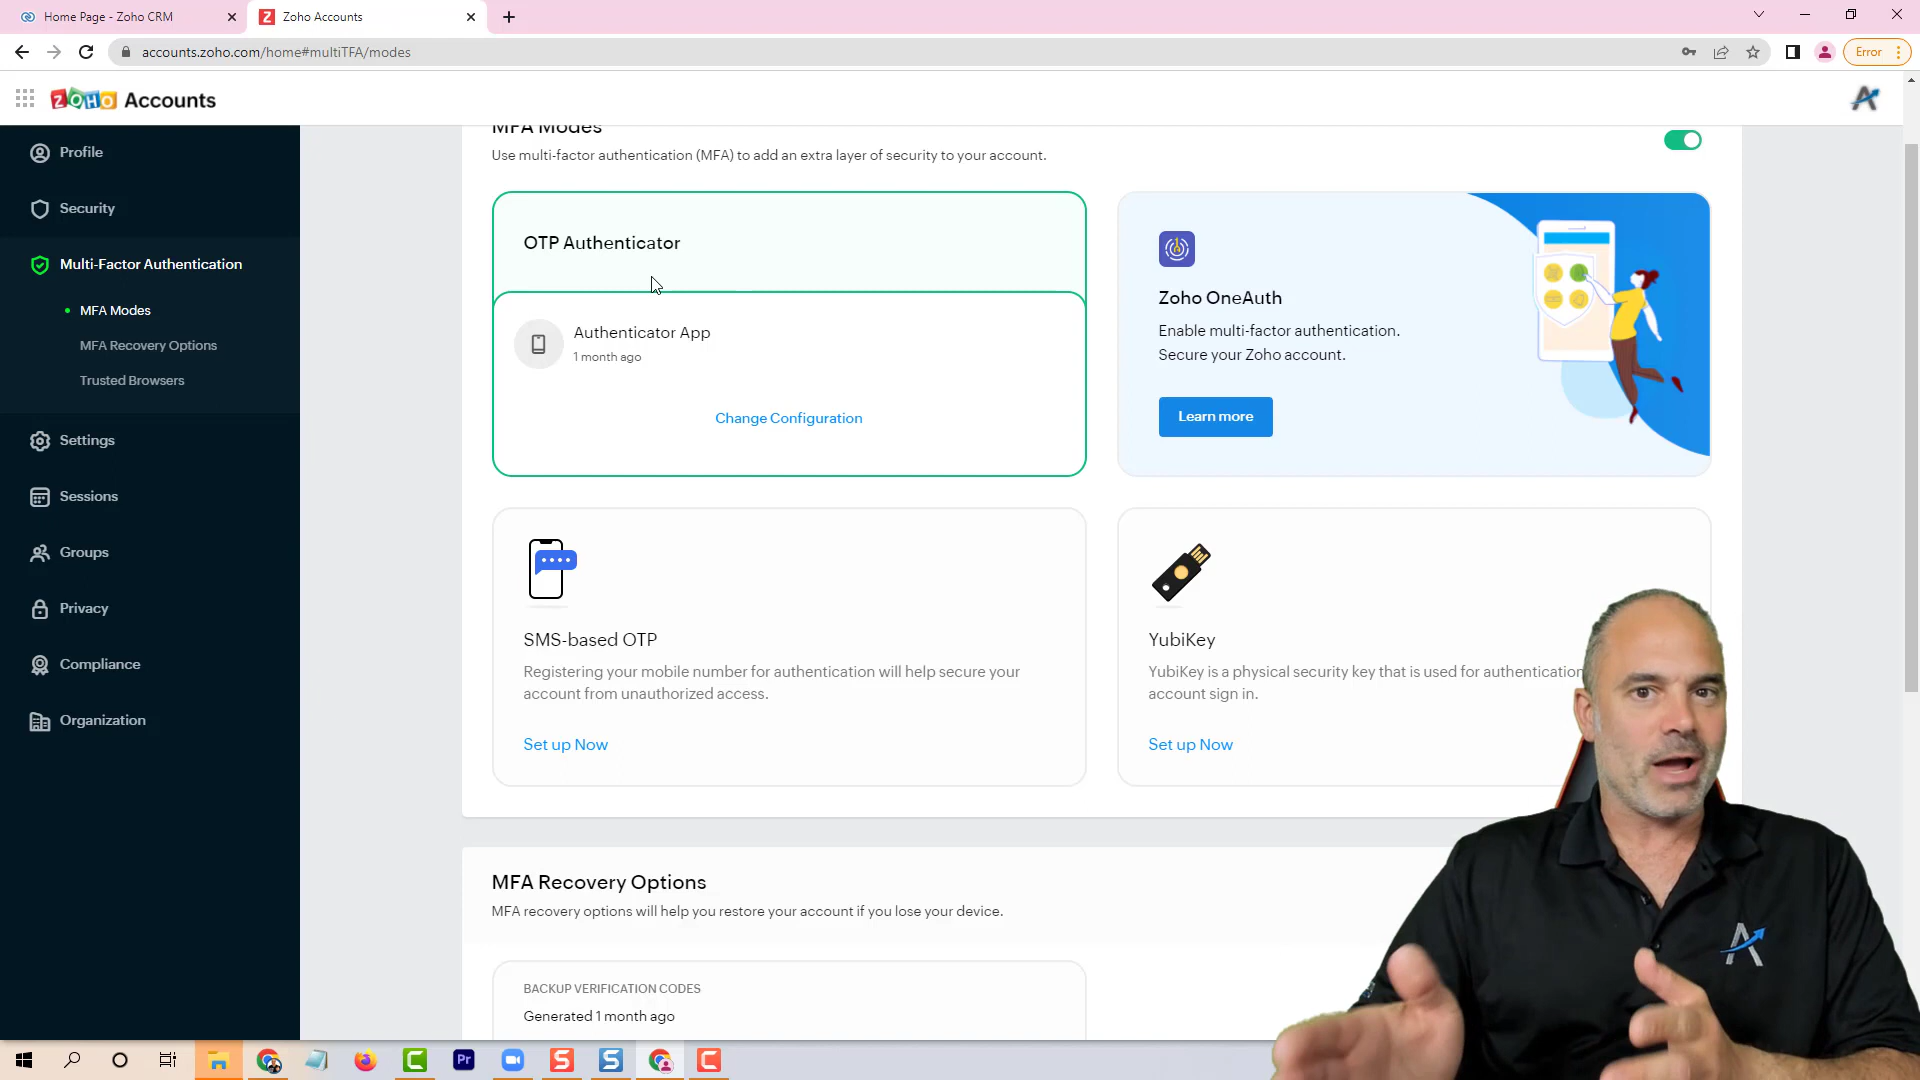 Home Page - Zoho CRM
Zoho Accounts
accounts.zoho.com/home#multiTFA/modes
Error
ZOHO Accounts
Profile
Security
Multi-Factor Authentication
MFA Modes
MFA Recovery Options
Trusted Browsers
Settings
Sessions
Groups
Privacy
Compliance
Organization
MFA Modes
Use multi-factor authentication (MFA) to add an extra layer of security to your account.
OTP Authenticator
Authenticator App
1 month ago
Change Configuration
Zoho OneAuth
Enable multi-factor authentication.
Secure your Zoho account.
Learn more
SMS-based OTP
Registering your mobile number for authentication will help secure your
account from unauthorized access.
Set up Now
YubiKey
YubiKey is a physical security key that is used for authentication
account sign in.
Set up Now
MFA Recovery Options
MFA recovery options will help you restore your account if you lose your device.
BACKUP VERIFICATION CODES
Generated 1 month ago
Pr